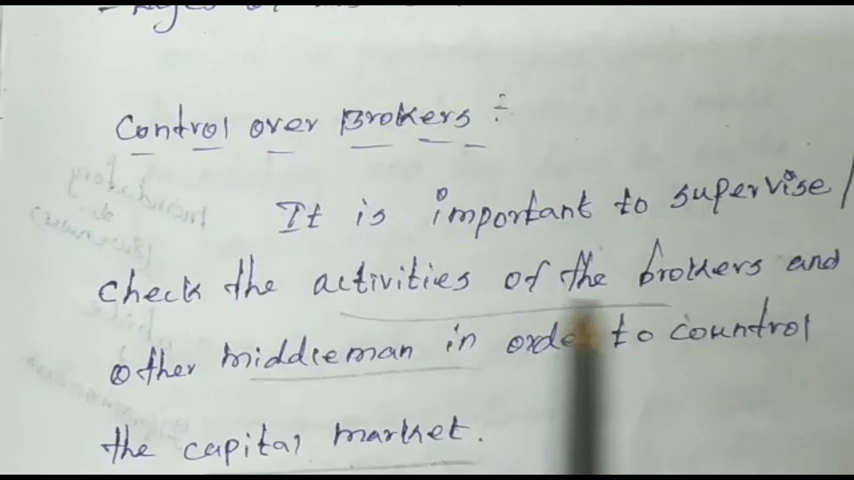 Control over Brokers :-
It is important to supervise/
check the activities of the brokers and
other middleman in order to countrol
the capital market.